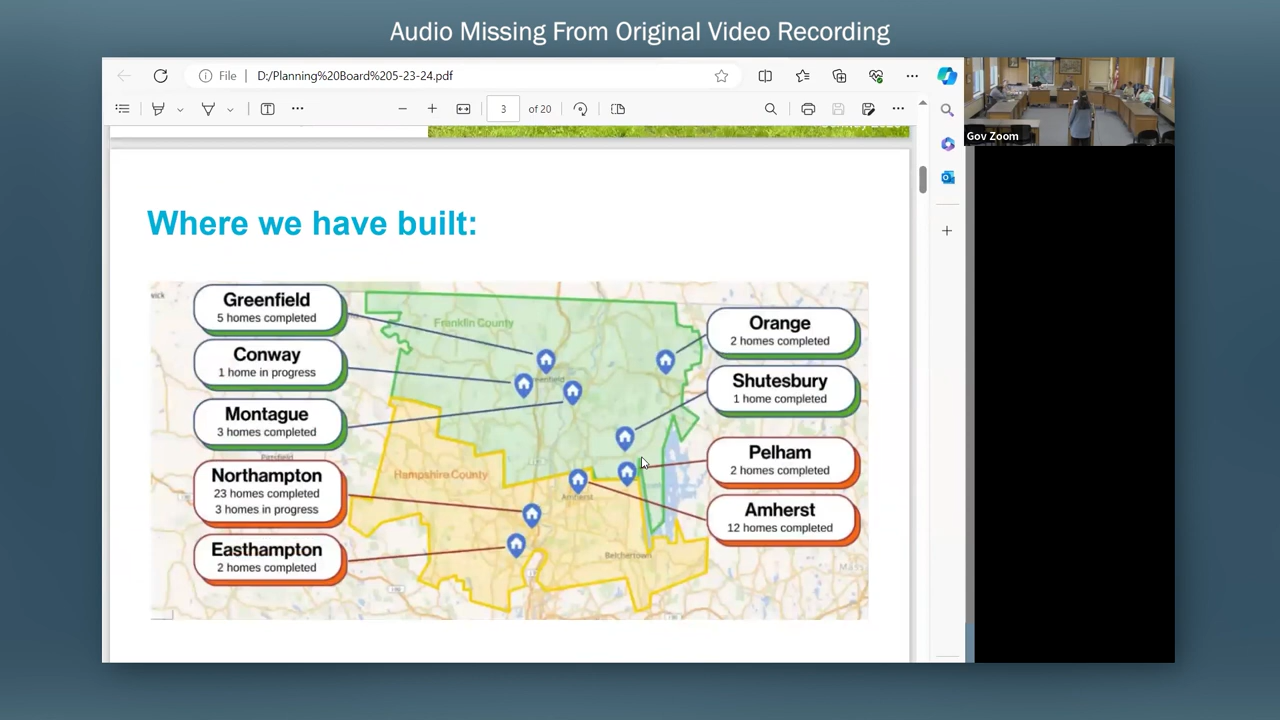 Audio Missing From Original Video Recording
File
D:/Planning%20Board%205-23-24.pdf
3 of 20
Gov Zoom
Where we have built:
Greenfield
5 homes completed
Conway
1 home in progress
Montague
3 homes completed
Northampton
23 homes completed
3 homes in progress
Easthampton
2 homes completed
Franklin County
Hampshire County
Amherst
Belchertown
Orange
2 homes completed
Shutesbury
1 home completed
Pelham
2 homes completed
Amherst
12 homes completed
Mass